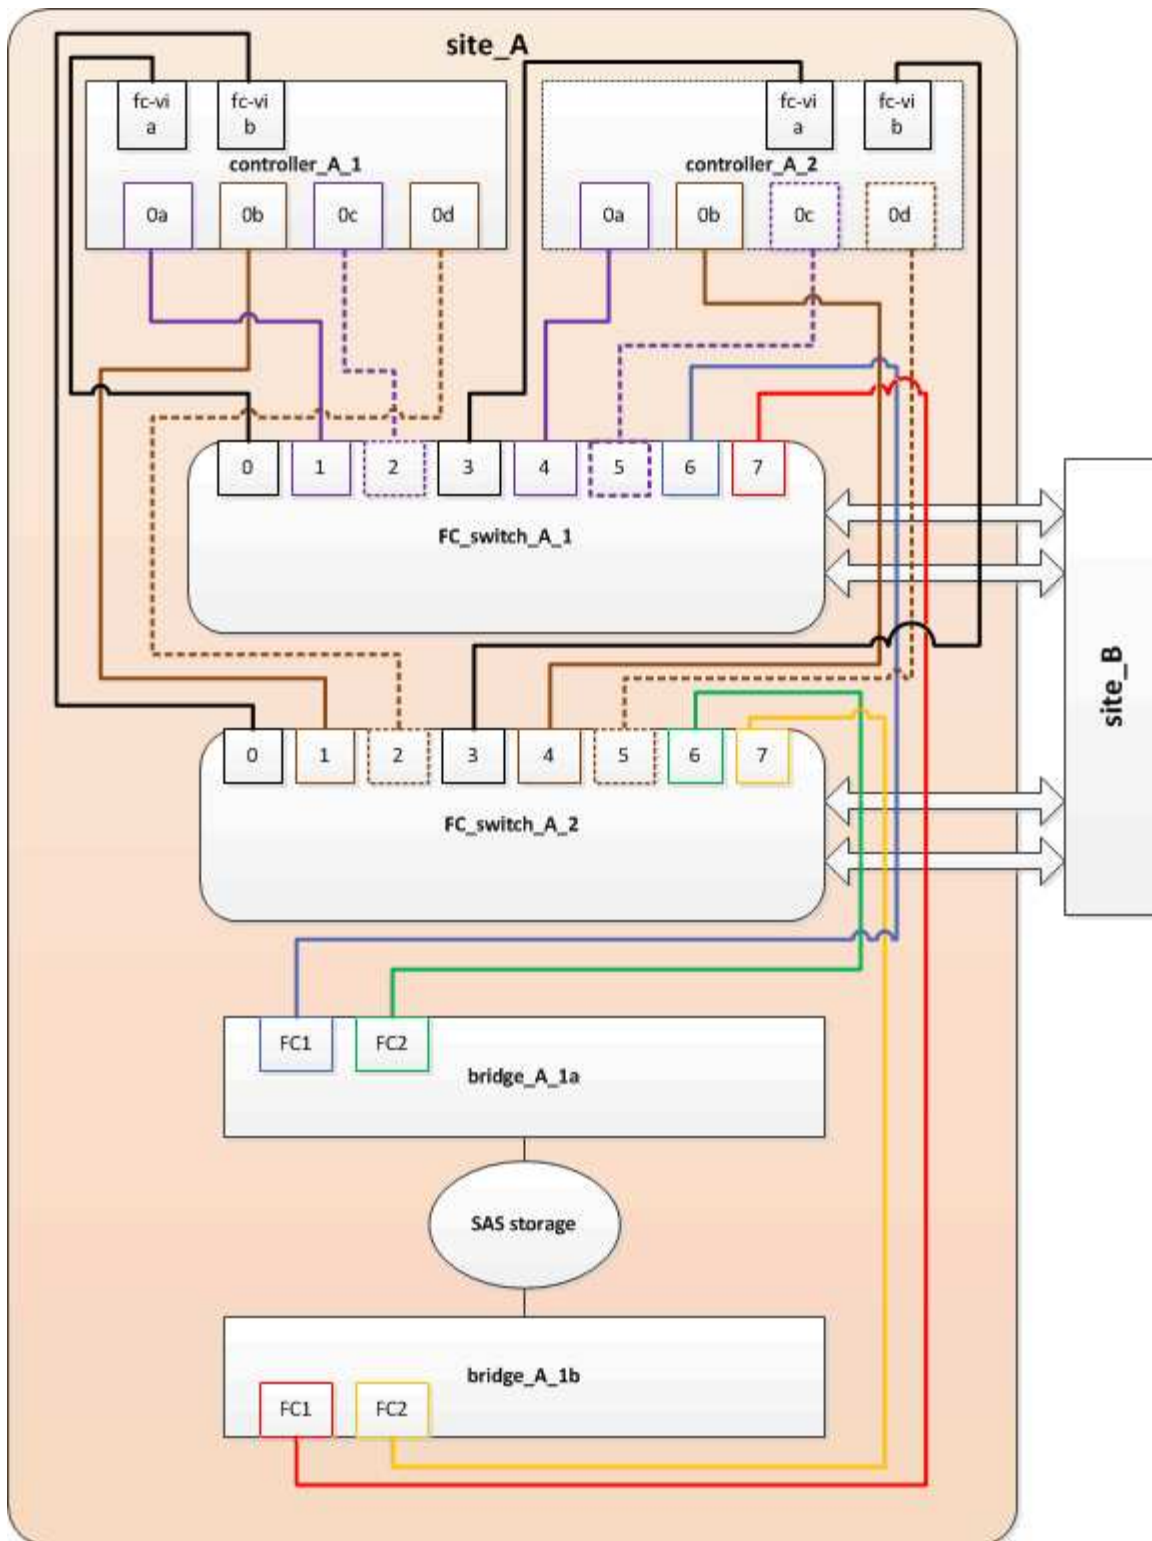 site_A
fc-vi
a
fc-vi
b
fc-vi
a
fc-vi
b
controller_A_1
controller_A_2
0a
0b
0c
0d
0a
0b
0c
0d
0
1
2
3
4
5
6
7
FC_switch_A_1
site_B
0
1
2
3
4
5
6
7
FC_switch_A_2
FC1
FC2
bridge_A_1a
SAS storage
bridge_A_1b
FC1
FC2